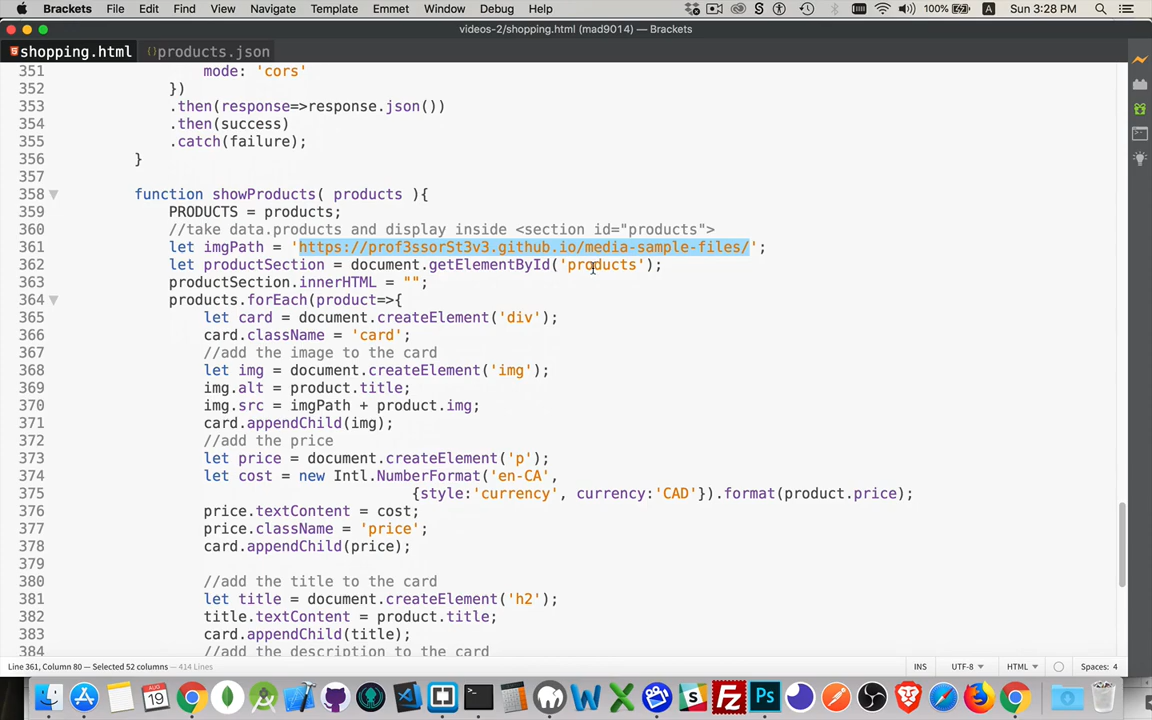 Brackets File Edit Find View Navigate Template Emmet Window Debug Help 100% A Sun 3:28 PM
videos-2/shopping.html (mad9014) — Brackets
shopping.html products.json
351 mode: 'cors'
352 })
353 .then(response=>response.json())
354 .then(success)
355 .catch(failure);
356 }
357
358 function showProducts( products ){
359 PRODUCTS = products;
360 //take data.products and display inside <section id="products">
361 let imgPath = 'https://prof3ssorSt3v3.github.io/media-sample-files/';
362 let productSection = document.getElementById('products');
363 productSection.innerHTML = "";
364 products.forEach(product=>{
365 let card = document.createElement('div');
366 card.className = 'card';
367 //add the image to the card
368 let img = document.createElement('img');
369 img.alt = product.title;
370 img.src = imgPath + product.img;
371 card.appendChild(img);
372 //add the price
373 let price = document.createElement('p');
374 let cost = new Intl.NumberFormat('en-CA',
375 {style:'currency', currency:'CAD'}).format(product.price);
376 price.textContent = cost;
377 price.className = 'price';
378 card.appendChild(price);
379
380 //add the title to the card
381 let title = document.createElement('h2');
382 title.textContent = product.title;
383 card.appendChild(title);
384 //add the description to the card
Line 361, Column 80 — Selected 52 columns — 414 Lines INS UTF-8 HTML Spaces: 4
AUG 19